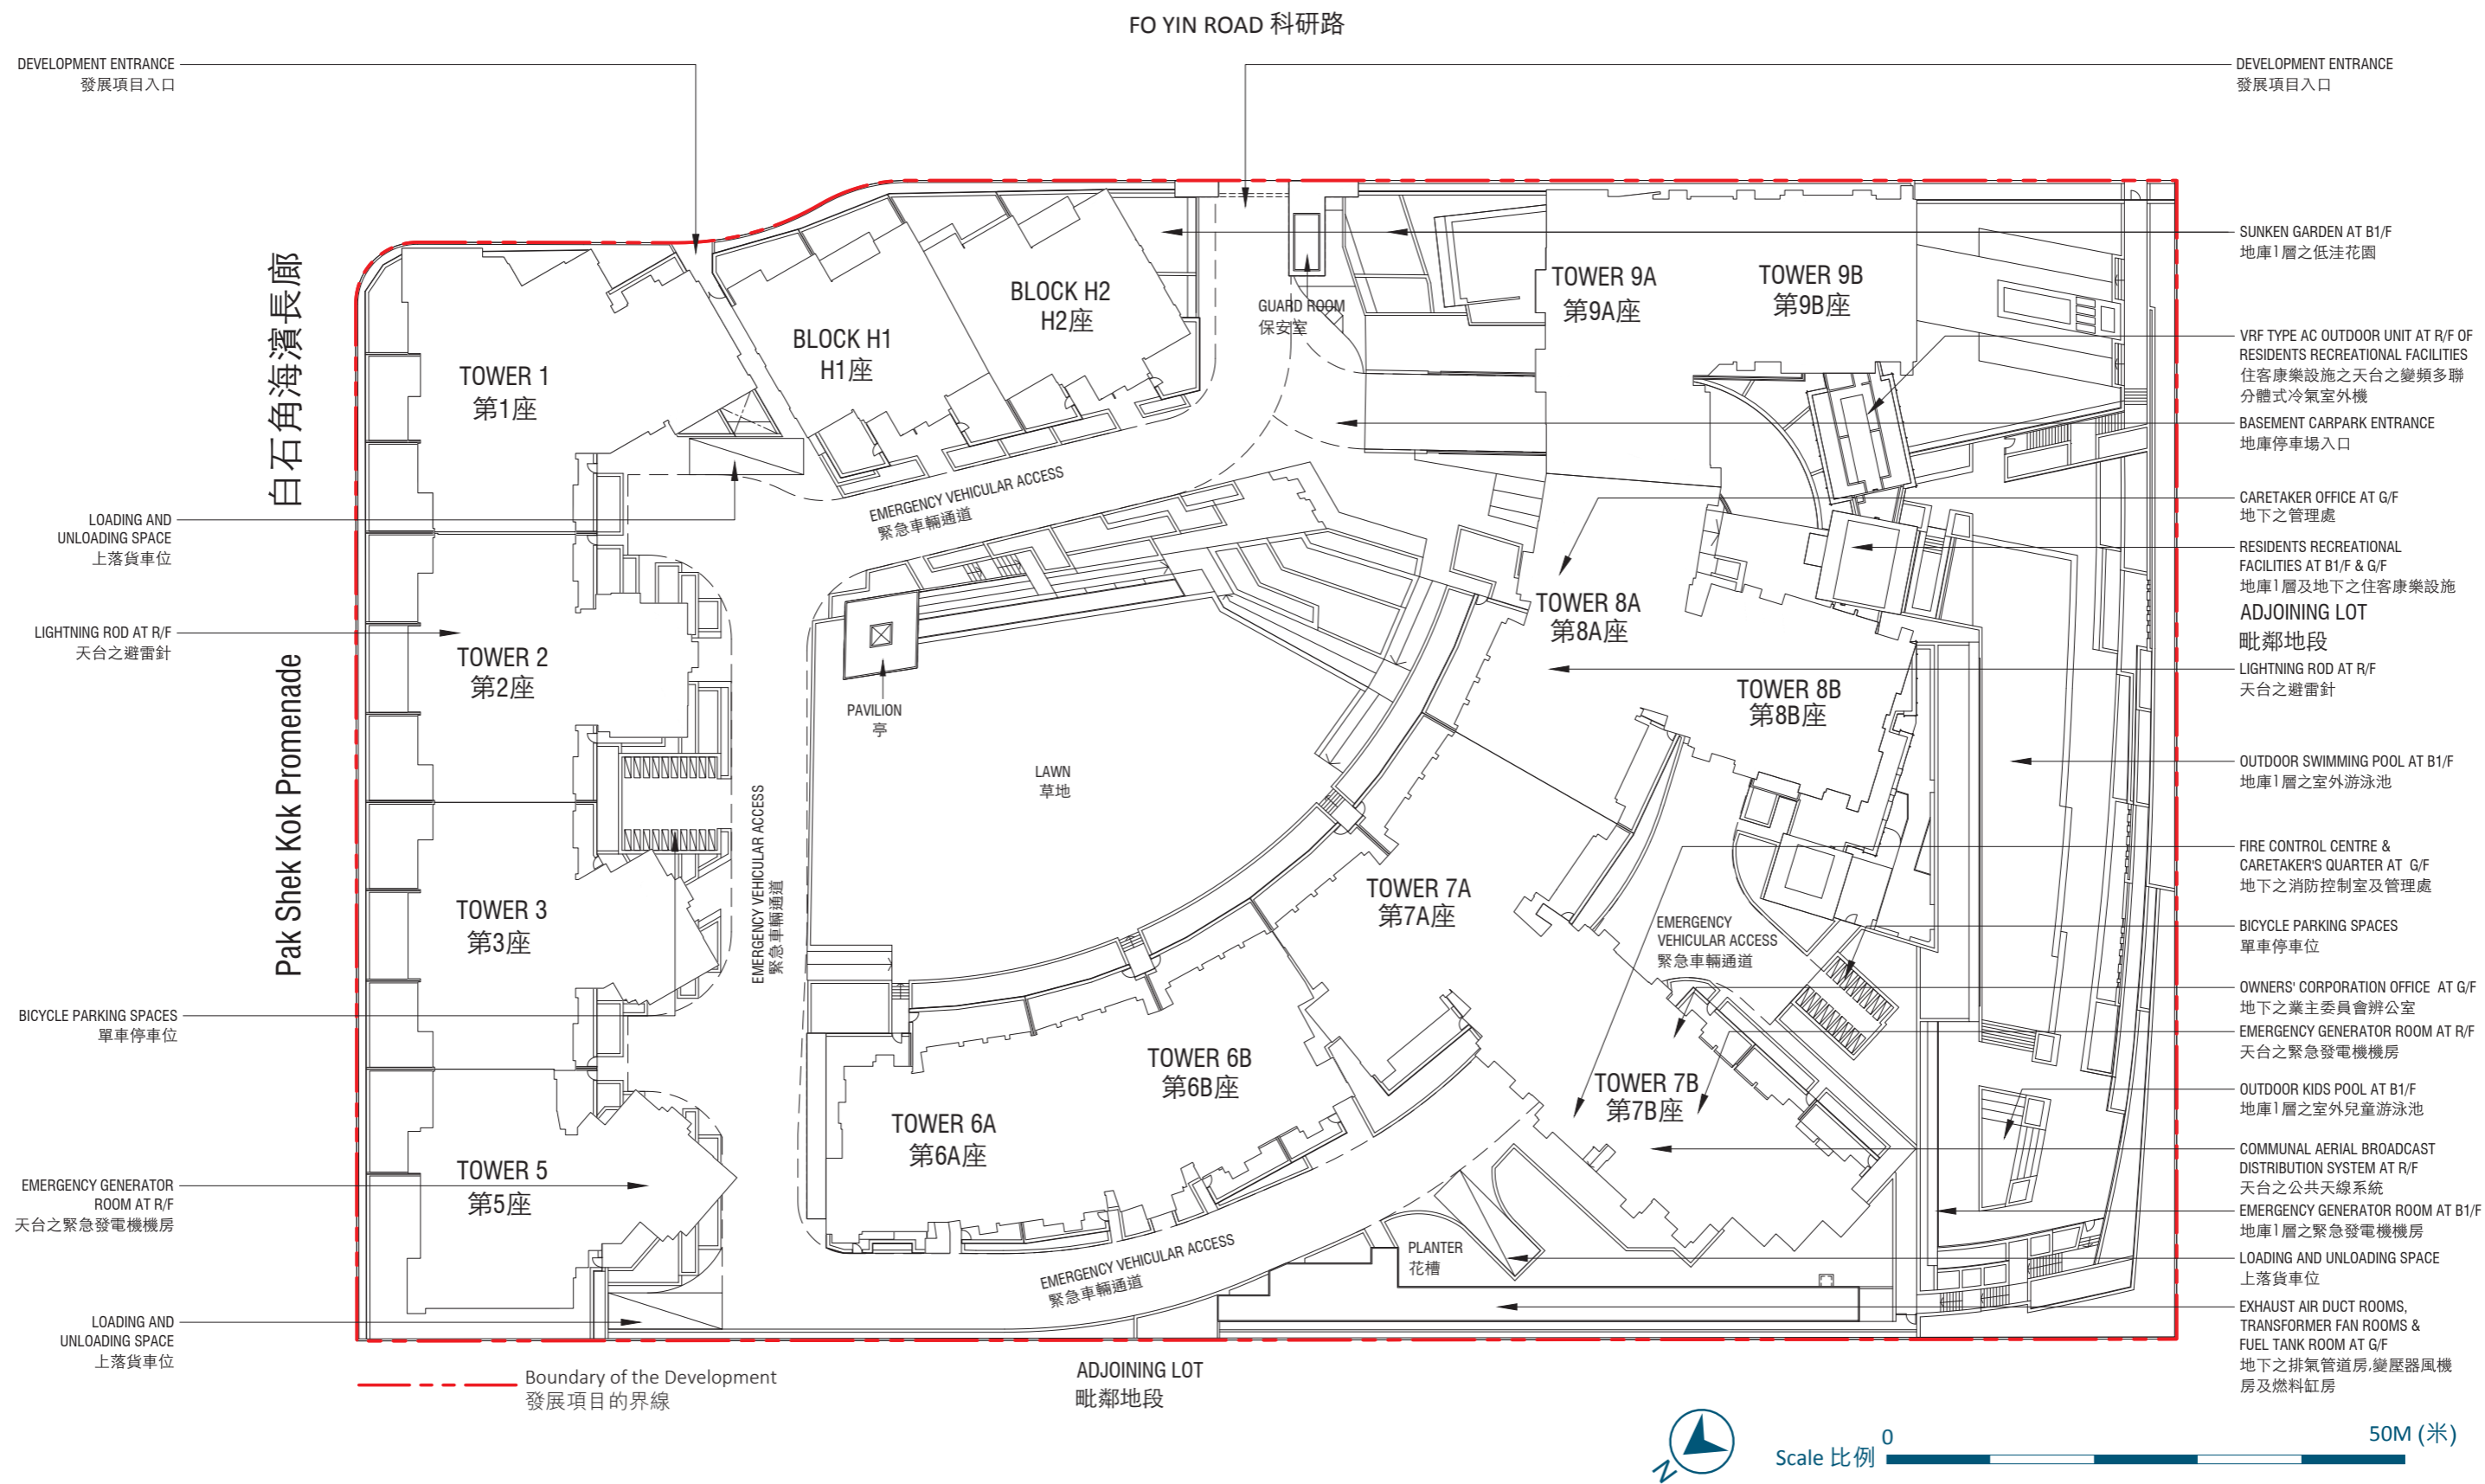 FO YIN ROAD 科研路
DEVELOPMENT ENTRANCE
發展項目入口
DEVELOPMENT ENTRANCE
發展項目入口
白石角海濱長廊
Pak Shek Kok Promenade
LOADING AND
UNLOADING SPACE
上落貨車位
LIGHTNING ROD AT R/F
天台之避雷針
BICYCLE PARKING SPACES
單車停車位
EMERGENCY GENERATOR
ROOM AT R/F
天台之緊急發電機機房
LOADING AND
UNLOADING SPACE
上落貨車位
TOWER 1
第1座
BLOCK H1
H1座
BLOCK H2
H2座
GUARD ROOM
保安室
TOWER 9A
第9A座
TOWER 9B
第9B座
EMERGENCY VEHICULAR ACCESS
緊急車輛通道
TOWER 2
第2座
PAVILION
亭
LAWN
草地
TOWER 8A
第8A座
TOWER 8B
第8B座
EMERGENCY VEHICULAR ACCESS
緊急車輛通道
TOWER 3
第3座
TOWER 7A
第7A座
EMERGENCY
VEHICULAR ACCESS
緊急車輛通道
TOWER 6B
第6B座
TOWER 7B
第7B座
TOWER 6A
第6A座
TOWER 5
第5座
EMERGENCY VEHICULAR ACCESS
緊急車輛通道
PLANTER
花槽
SUNKEN GARDEN AT B1/F
地庫1層之低洼花園
VRF TYPE AC OUTDOOR UNIT AT R/F OF
RESIDENTS RECREATIONAL FACILITIES
住客康樂設施之天台之變頻多聯
分體式冷氣室外機
BASEMENT CARPARK ENTRANCE
地庫停車場入口
CARETAKER OFFICE AT G/F
地下之管理處
RESIDENTS RECREATIONAL
FACILITIES AT B1/F & G/F
地庫1層及地下之住客康樂設施
ADJOINING LOT
毗鄰地段
LIGHTNING ROD AT R/F
天台之避雷針
OUTDOOR SWIMMING POOL AT B1/F
地庫1層之室外游泳池
FIRE CONTROL CENTRE &
CARETAKER'S QUARTER AT G/F
地下之消防控制室及管理處
BICYCLE PARKING SPACES
單車停車位
OWNERS' CORPORATION OFFICE AT G/F
地下之業主委員會辨公室
EMERGENCY GENERATOR ROOM AT R/F
天台之緊急發電機機房
OUTDOOR KIDS POOL AT B1/F
地庫1層之室外兒童游泳池
COMMUNAL AERIAL BROADCAST
DISTRIBUTION SYSTEM AT R/F
天台之公共天線系統
EMERGENCY GENERATOR ROOM AT B1/F
地庫1層之緊急發電機機房
LOADING AND UNLOADING SPACE
上落貨車位
EXHAUST AIR DUCT ROOMS,
TRANSFORMER FAN ROOMS &
FUEL TANK ROOM AT G/F
地下之排氣管道房,變壓器風機
房及燃料缸房
Boundary of the Development
發展項目的界線
ADJOINING LOT
毗鄰地段
N
Scale 比例
0
50M (米)